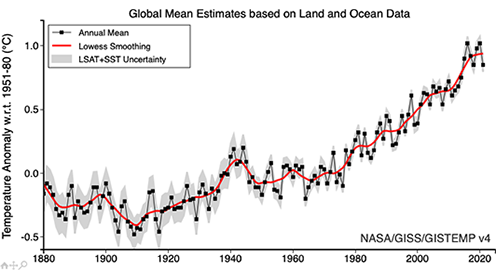 Global Mean Estimates based on Land and Ocean Data
Temperature Anomaly w.r.t. 1951-80 (°C)
1.0
0.5
0.0
-0.5
Annual Mean
Lowess Smoothing
LSAT+SST Uncertainty
NASA/GISS/GISTEMP v4
1880 1900 1920 1940 1960 1980 2000 2020